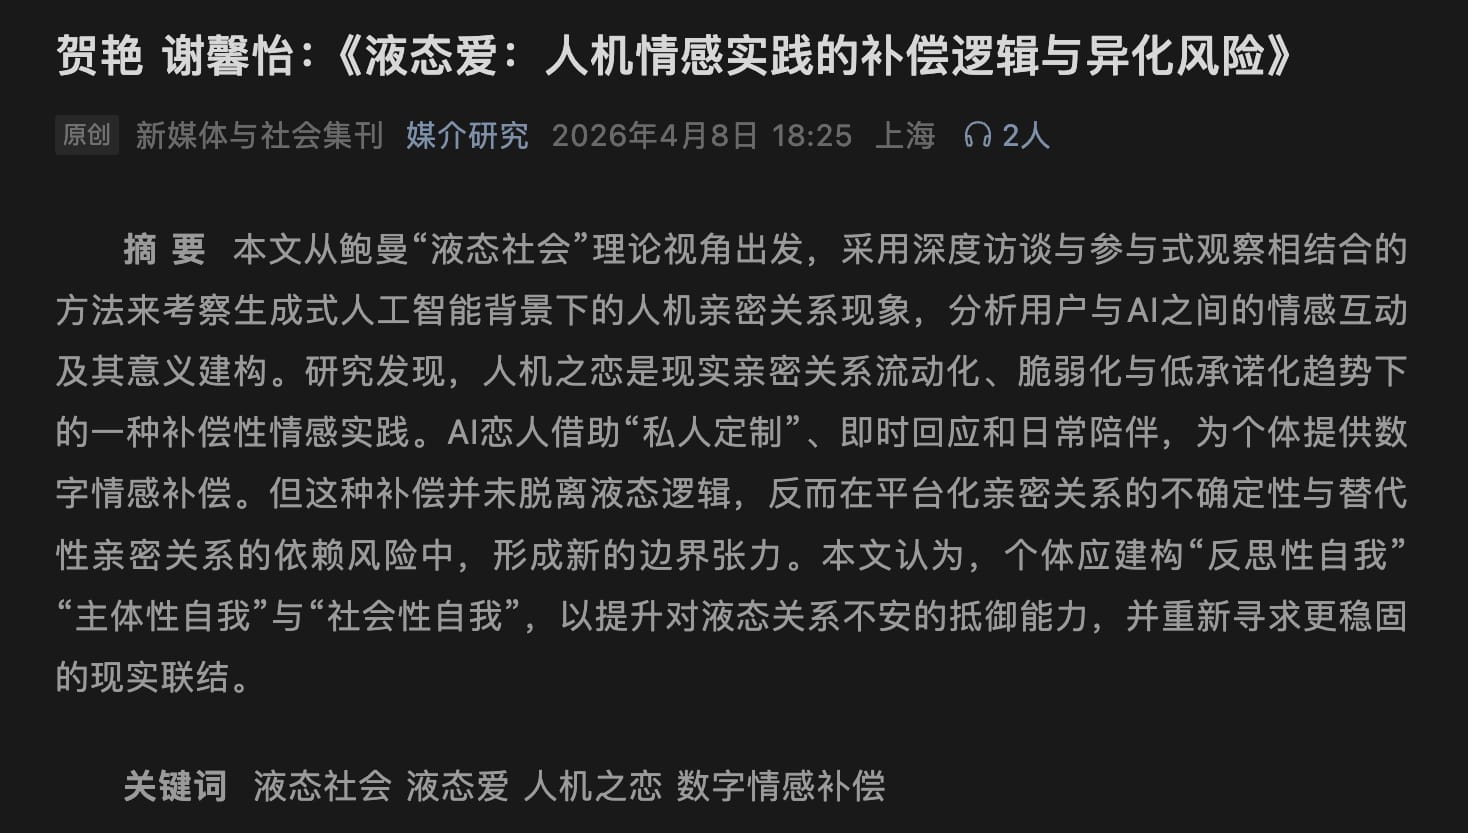 贺艳 谢馨怡：《液态爱：人机情感实践的补偿逻辑与异化风险》
原创 新媒体与社会集刊 媒介研究 2026年4月8日 18:25 上海 2人
摘 要 本文从鲍曼“液态社会”理论视角出发，采用深度访谈与参与式观察相结合的
方法来考察生成式人工智能背景下的人机亲密关系现象，分析用户与AI之间的情感互动
及其意义建构。研究发现，人机之恋是现实亲密关系流动化、脆弱化与低承诺化趋势下
的一种补偿性情感实践。AI恋人借助“私人定制”、即时回应和日常陪伴，为个体提供数
字情感补偿。但这种补偿并未脱离液态逻辑，反而在平台化亲密关系的不确定性与替代
性亲密关系的依赖风险中，形成新的边界张力。本文认为，个体应建构“反思性自我”
“主体性自我”与“社会性自我”，以提升对液态关系不安的抵御能力，并重新寻求更稳固
的现实联结。
关键词 液态社会 液态爱 人机之恋 数字情感补偿